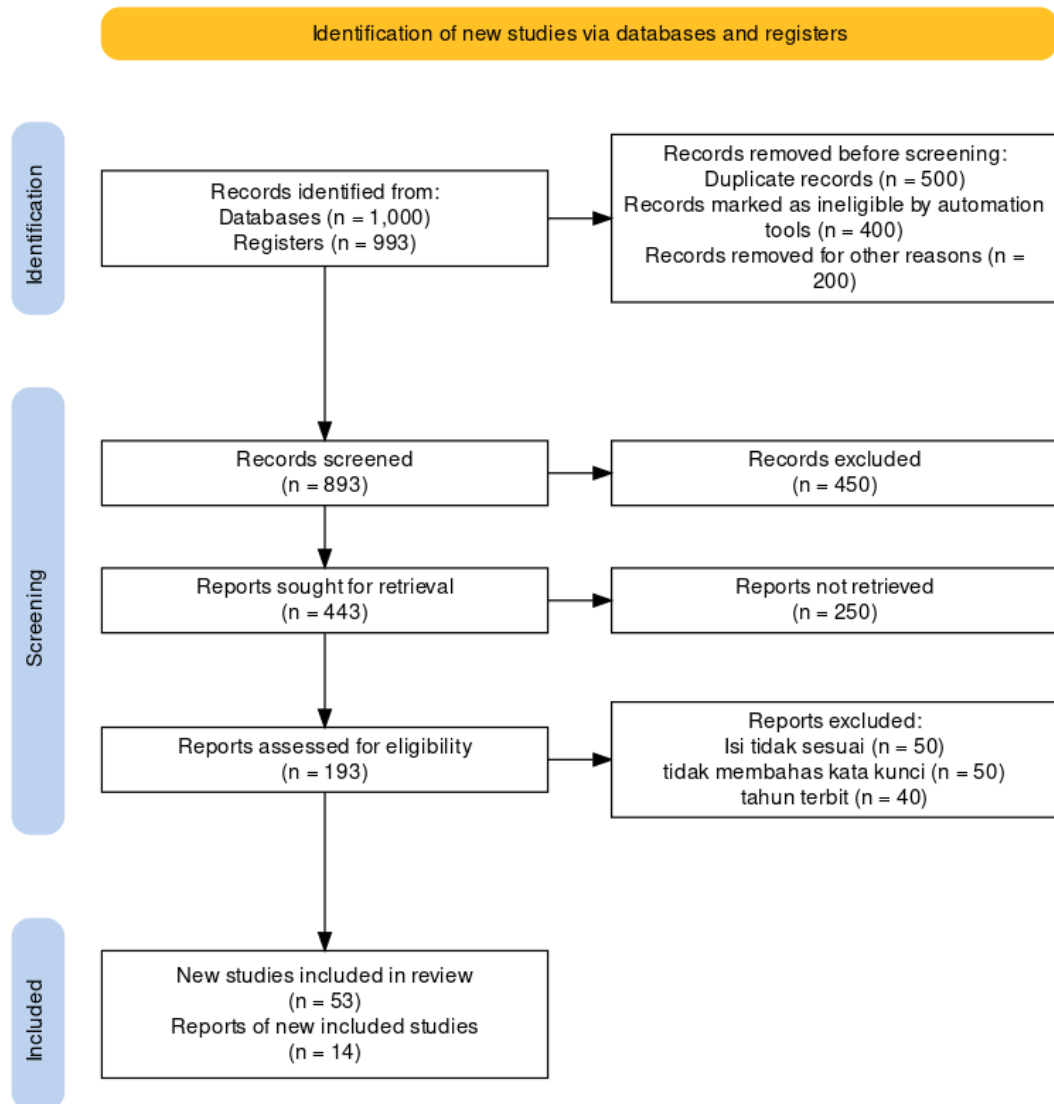 Identification of new studies via databases and registers
Identification
Records identified from:
Databases (n = 1,000)
Registers (n = 993)
Records removed before screening:
Duplicate records (n = 500)
Records marked as ineligible by automation
tools (n = 400)
Records removed for other reasons (n =
200)
Screening
Records screened
(n = 893)
Records excluded
(n = 450)
Reports sought for retrieval
(n = 443)
Reports not retrieved
(n = 250)
Reports assessed for eligibility
(n = 193)
Reports excluded:
Isi tidak sesuai (n = 50)
tidak membahas kata kunci (n = 50)
tahun terbit (n = 40)
Included
New studies included in review
(n = 53)
Reports of new included studies
(n = 14)